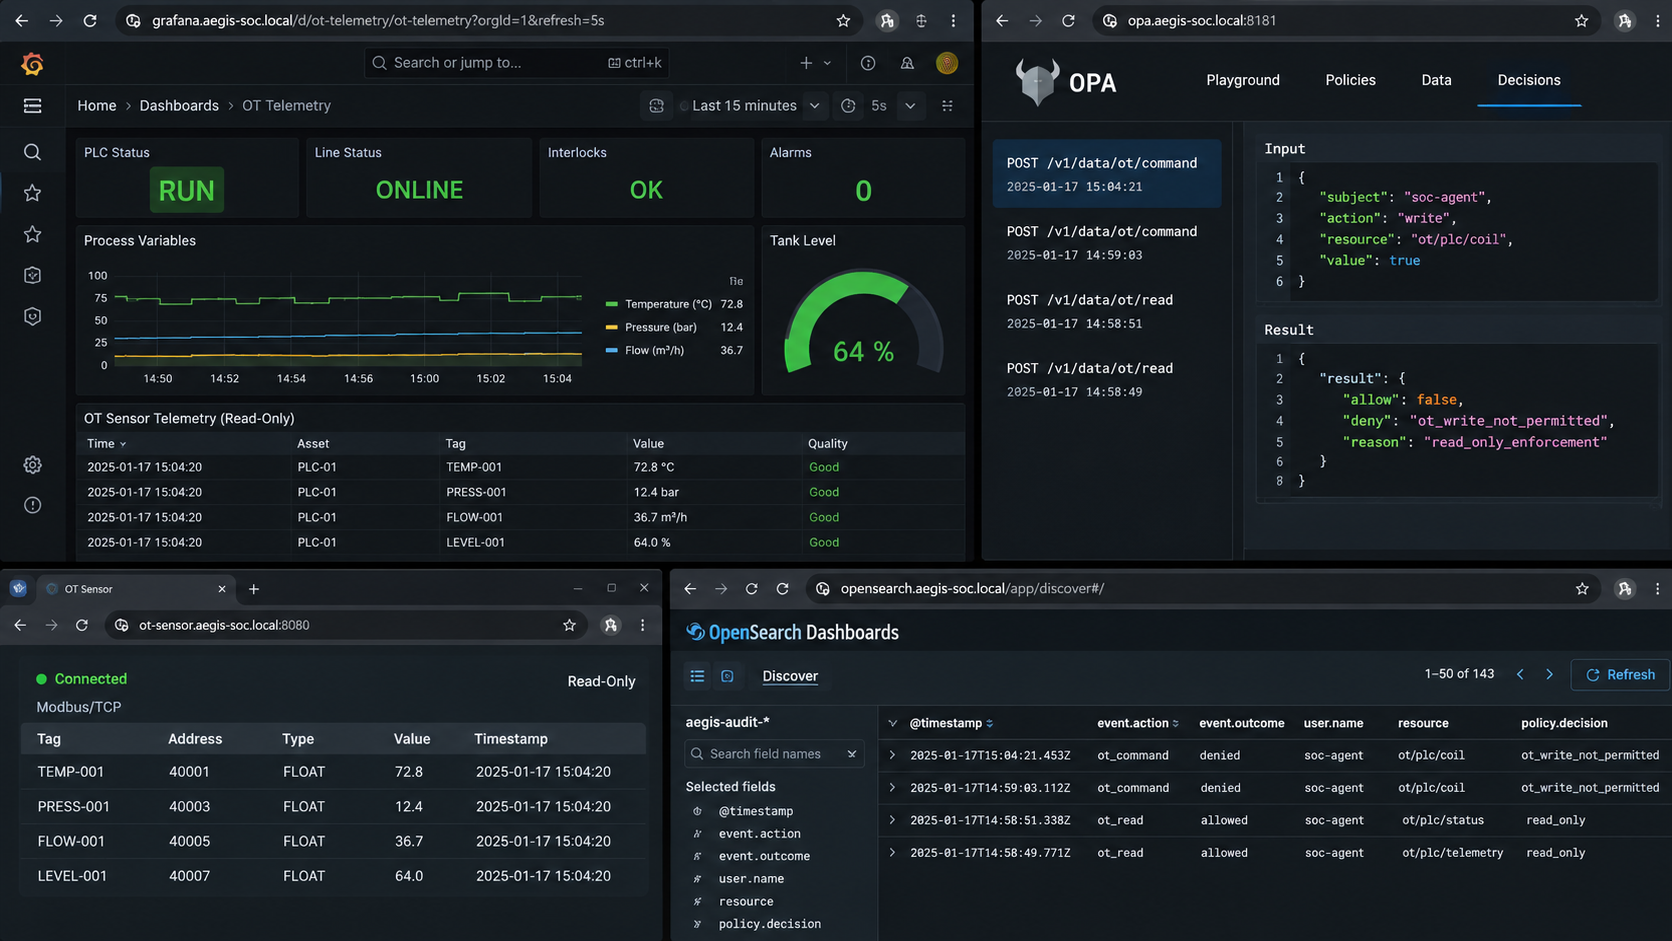 grafana.aegis-soc.local/d/ot-telemetry/ot-telemetry?orgId=1&refresh=5s
Search or jump to...
ctrl+k
Home > Dashboards > OT Telemetry
Last 15 minutes
5s
PLC Status
RUN
Line Status
ONLINE
Interlocks
OK
Alarms
0
Process Variables
100
75
50
25
0
14:50 14:52 14:54 14:56 15:00 15:02 15:04
Temperature (°C) 72.8
Pressure (bar) 12.4
Flow (m³/h) 36.7
Tank Level
64 %
OT Sensor Telemetry (Read-Only)
Time Asset Tag Value Quality
2025-01-17 15:04:20 PLC-01 TEMP-001 72.8 °C Good
2025-01-17 15:04:20 PLC-01 PRESS-001 12.4 bar Good
2025-01-17 15:04:20 PLC-01 FLOW-001 36.7 m³/h Good
2025-01-17 15:04:20 PLC-01 LEVEL-001 64.0 % Good
opa.aegis-soc.local:8181
OPA
Playground Policies Data Decisions
POST /v1/data/ot/command
2025-01-17 15:04:21
POST /v1/data/ot/command
2025-01-17 14:59:03
POST /v1/data/ot/read
2025-01-17 14:58:51
POST /v1/data/ot/read
2025-01-17 14:58:49
Input
1 {
2 "subject": "soc-agent",
3 "action": "write",
4 "resource": "ot/plc/coil",
5 "value": true
6 }
Result
1 {
2 "result": {
3 "allow": false,
4 "deny": "ot_write_not_permitted",
5 "reason": "read_only_enforcement"
6 }
8 }
OT Sensor
ot-sensor.aegis-soc.local:8080
Connected
Read-Only
Modbus/TCP
Tag Address Type Value Timestamp
TEMP-001 40001 FLOAT 72.8 2025-01-17 15:04:20
PRESS-001 40003 FLOAT 12.4 2025-01-17 15:04:20
FLOW-001 40005 FLOAT 36.7 2025-01-17 15:04:20
LEVEL-001 40007 FLOAT 64.0 2025-01-17 15:04:20
opensearch.aegis-soc.local/app/discover#/
OpenSearch Dashboards
Discover
1–50 of 143
Refresh
aegis-audit-*
Search field names
Selected fields
@timestamp
event.action
event.outcome
user.name
resource
policy.decision
@timestamp event.action event.outcome user.name resource policy.decision
2025-01-17T15:04:21.453Z ot_command denied soc-agent ot/plc/coil ot_write_not_permitted
2025-01-17T14:59:03.112Z ot_command denied soc-agent ot/plc/coil ot_write_not_permitted
2025-01-17T14:58:51.338Z ot_read allowed soc-agent ot/plc/status read_only
2025-01-17T14:58:49.771Z ot_read allowed soc-agent ot/plc/telemetry read_only